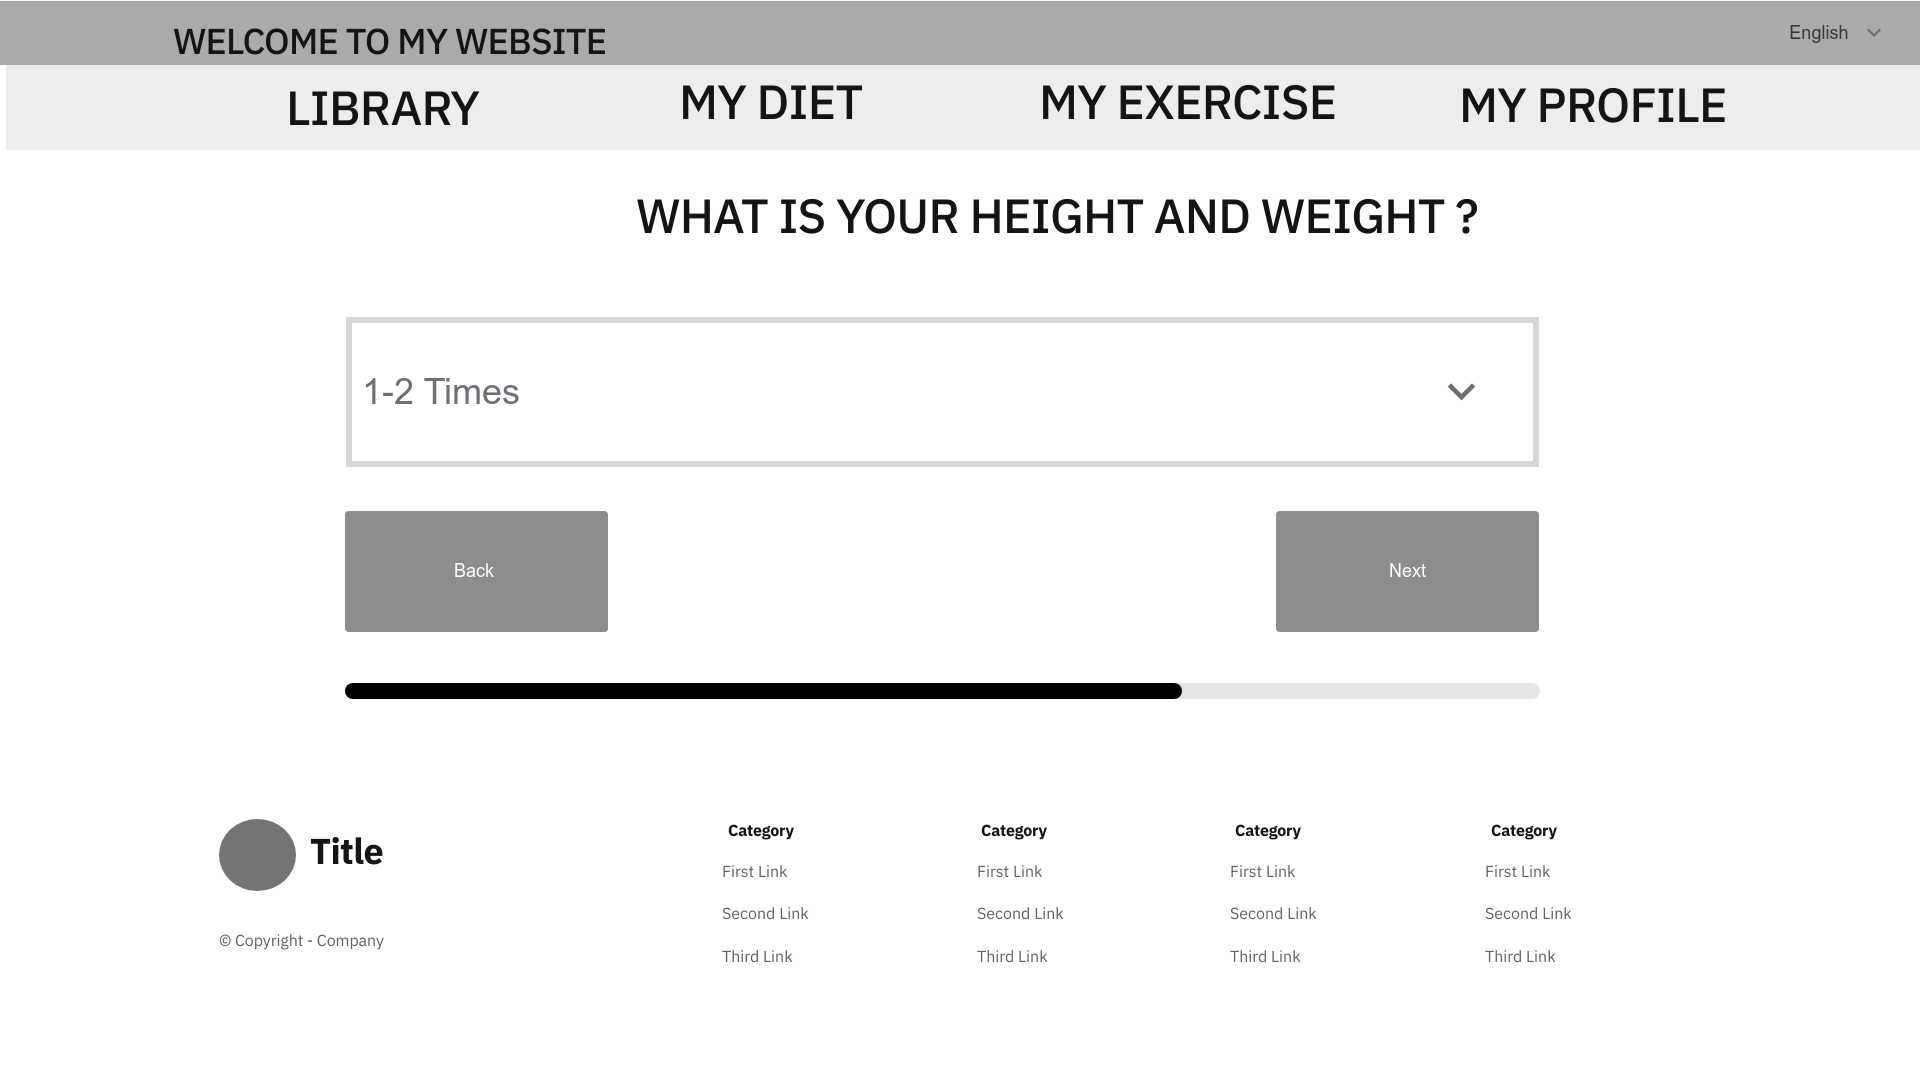 WELCOME TO MY WEBSITE
English
LIBRARY
MY DIET
MY EXERCISE
MY PROFILE
WHAT IS YOUR HEIGHT AND WEIGHT ?
1-2 Times
Back
Next
Title
© Copyright - Company
Category
First Link
Second Link
Third Link
Category
First Link
Second Link
Third Link
Category
First Link
Second Link
Third Link
Category
First Link
Second Link
Third Link